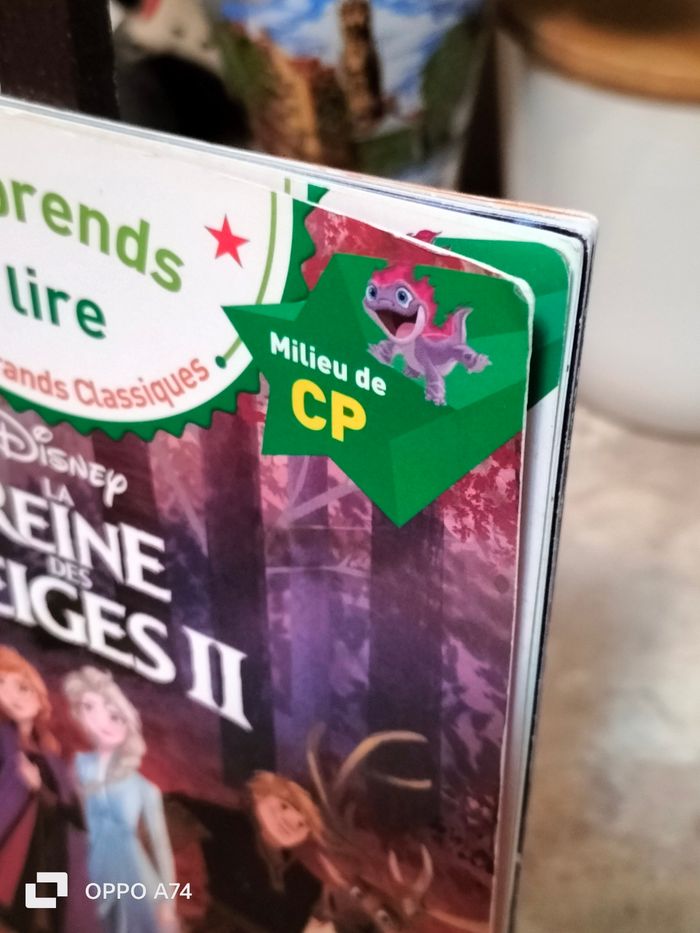 prends
lire
rands Classiques
Milieu de
CP
DISNEY
LA
REINE
DES
EIGES II
OPPO A74